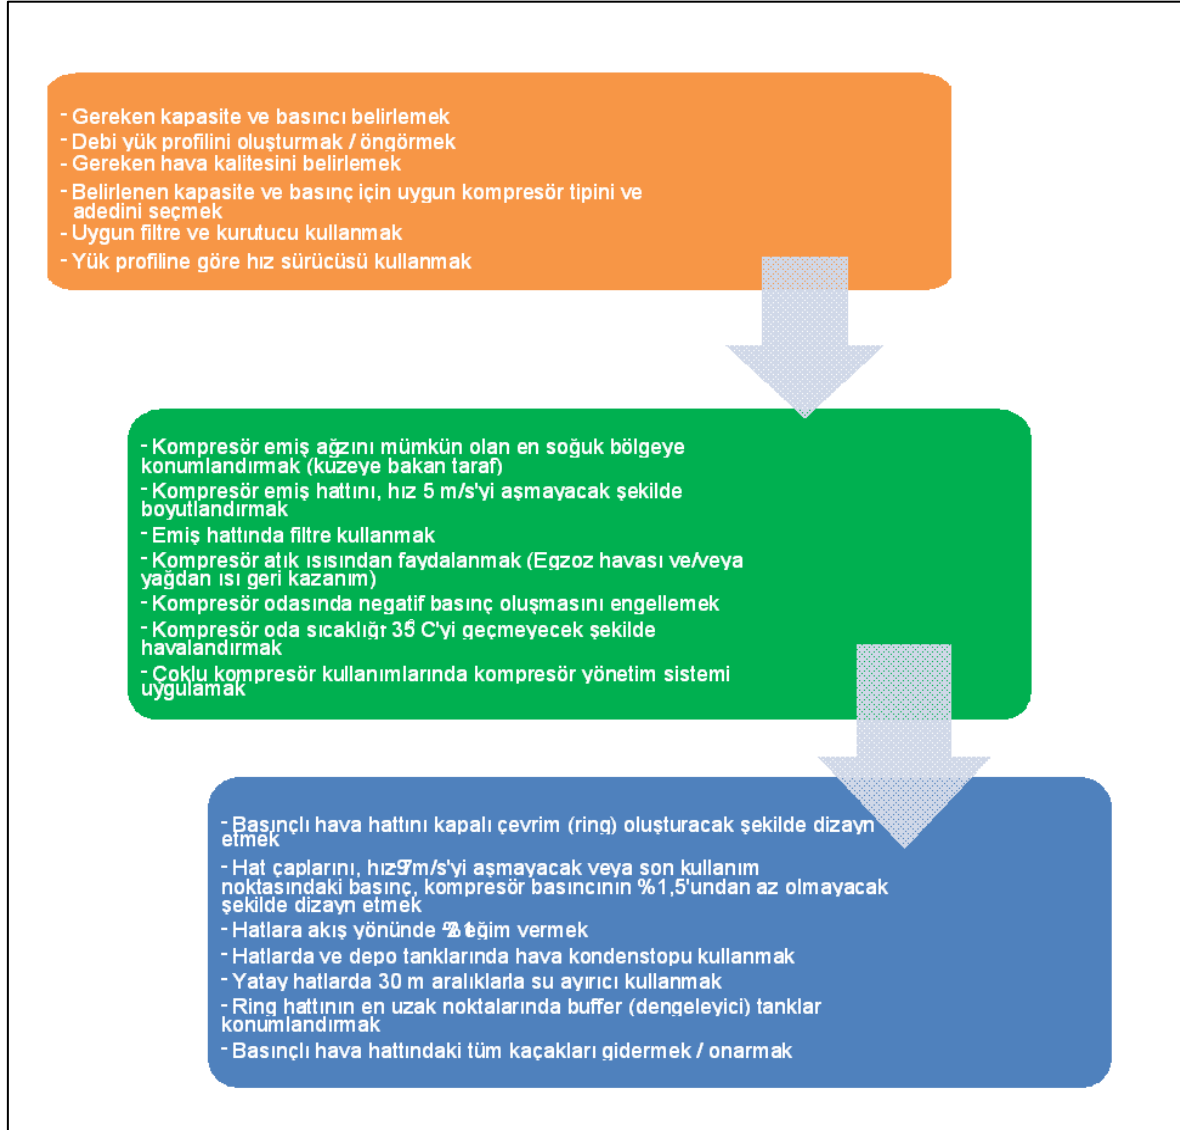 - Gereken kapasite ve basıncı belirlemek
- Debi yük profilini oluşturmak / öngörmek
- Gereken hava kalitesini belirlemek
- Belirlenen kapasite ve basınç için uygun kompresör tipini ve
adedini seçmek
- Uygun filtre ve kurutucu kullanmak
- Yük profiline göre hız sürücüsü kullanmak
- Kompresör emiş ağzını mümkün olan en soğuk bölgeye
konumlandırmak (kuzeye bakan taraf)
- Kompresör emiş hattını, hız 5 m/s'yi aşmayacak şekilde
boyutlandırmak
- Emiş hattında filtre kullanmak
- Kompresör atık ısısından faydalanmak (Egzoz havası ve/veya
yağdan ısı geri kazanım)
- Kompresör odasında negatif basınç oluşmasını engellemek
- Kompresör oda sıcaklığı 35° C'yi geçmeyecek şekilde
havalandırmak
- Çoklu kompresör kullanımlarında kompresör yönetim sistemi
uygulamak
- Basınçlı hava hattını kapalı çevrim (ring) oluşturacak şekilde dizayn
etmek
- Hat çaplarını, hız m/s'yi aşmayacak veya son kullanım
noktasındaki basınç, kompresör basıncının %1,5'undan az olmayacak
şekilde dizayn etmek
- Hatlara akış yönünde eğim vermek
- Hatlarda ve depo tanklarında hava kondenstopu kullanmak
- Yatay hatlarda 30 m aralıklarla su ayırıcı kullanmak
- Ring hattının en uzak noktalarında buffer (dengeleyici) tanklar
konumlandırmak
- Basınçlı hava hattındaki tüm kaçakları gidermek / onarmak